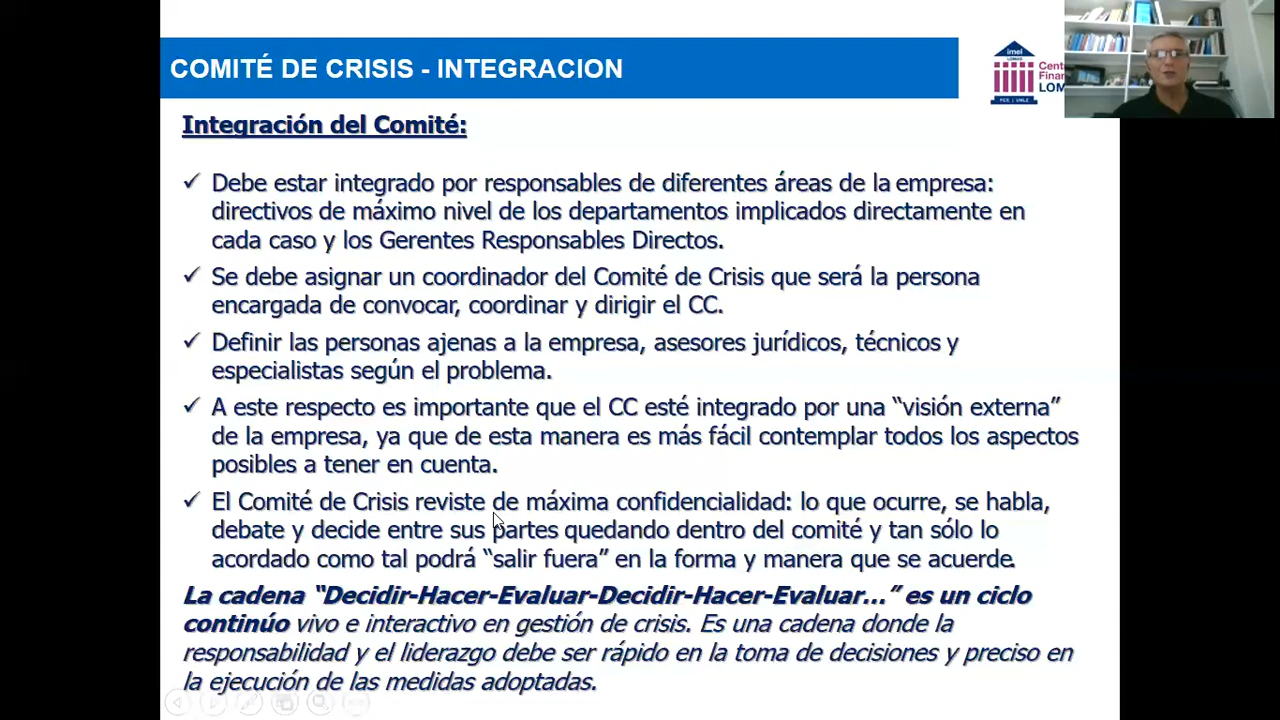 COMITÉ DE CRISIS - INTEGRACION
imel
LOMAS
Cent
Finan
LOM
FCE | UNLZ
Integración del Comité:
✓ Debe estar integrado por responsables de diferentes áreas de la empresa:
directivos de máximo nivel de los departamentos implicados directamente en
cada caso y los Gerentes Responsables Directos.
✓ Se debe asignar un coordinador del Comité de Crisis que será la persona
encargada de convocar, coordinar y dirigir el CC.
✓ Definir las personas ajenas a la empresa, asesores jurídicos, técnicos y
especialistas según el problema.
✓ A este respecto es importante que el CC esté integrado por una “visión externa”
de la empresa, ya que de esta manera es más fácil contemplar todos los aspectos
posibles a tener en cuenta.
✓ El Comité de Crisis reviste de máxima confidencialidad: lo que ocurre, se habla,
debate y decide entre sus partes quedando dentro del comité y tan sólo lo
acordado como tal podrá “salir fuera” en la forma y manera que se acuerde.
La cadena “Decidir-Hacer-Evaluar-Decidir-Hacer-Evaluar...” es un ciclo
continúo vivo e interactivo en gestión de crisis. Es una cadena donde la
responsabilidad y el liderazgo debe ser rápido en la toma de decisiones y preciso en
la ejecución de las medidas adoptadas.